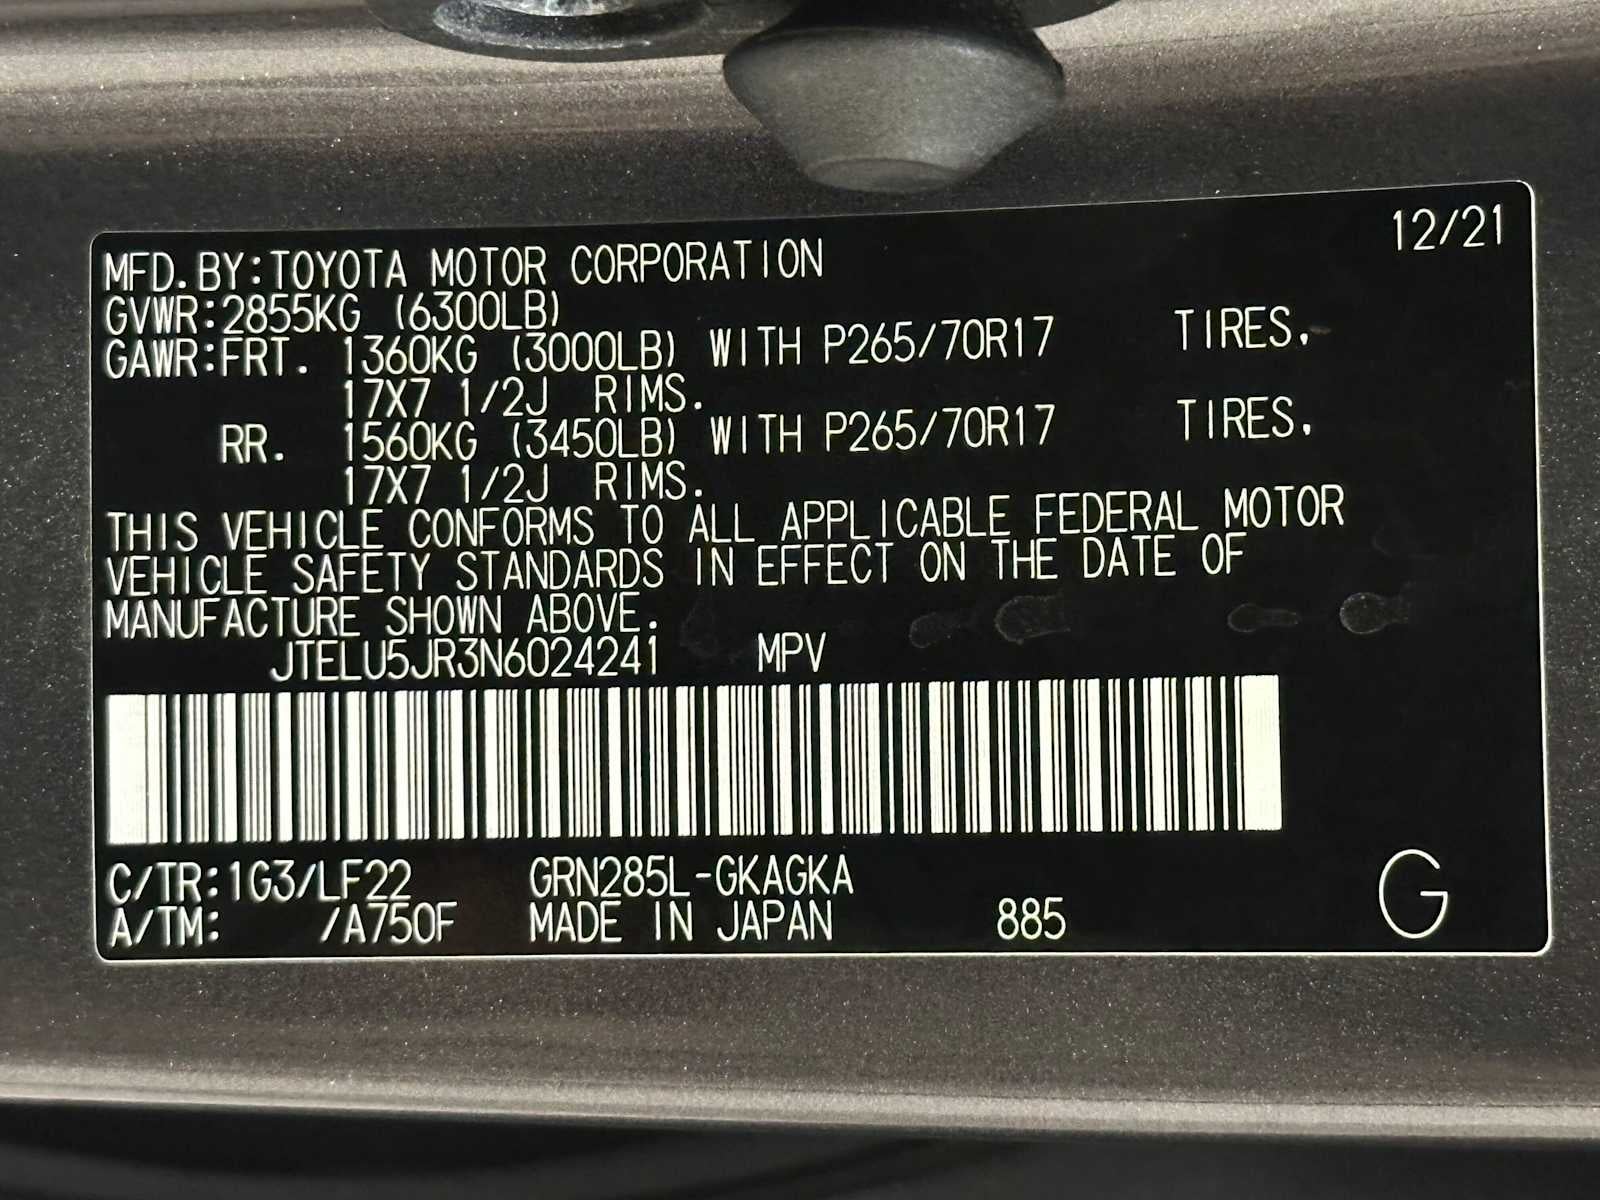 12/21
MFD.BY:TOYOTA MOTOR CORPORATION
GVWR:2855KG (6300LB)
GAWR:FRT. 1360KG (3000LB) WITH P265/70R17 TIRES.
17X7 1/2J RIMS.
RR. 1560KG (3450LB) WITH P265/70R17 TIRES.
17X7 1/2J RIMS.
THIS VEHICLE CONFORMS TO ALL APPLICABLE FEDERAL MOTOR
VEHICLE SAFETY STANDARDS IN EFFECT ON THE DATE OF
MANUFACTURE SHOWN ABOVE.
JTELU5JR3N6024241 MPV
C/TR:1G3/LF22 GRN285L-GKAGKA
A/TM: /A750F MADE IN JAPAN 885 G